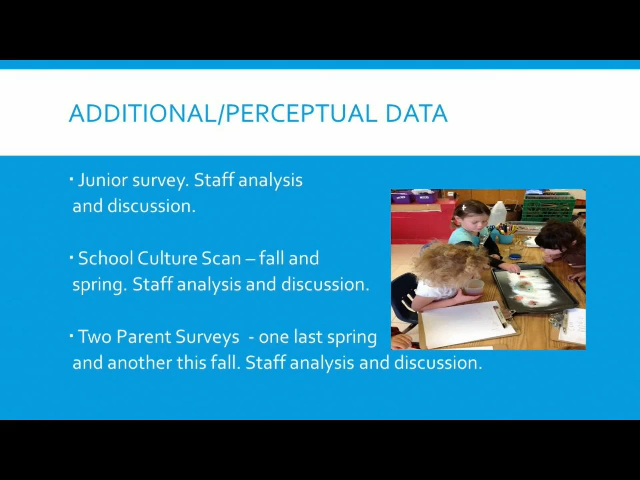 ADDITIONAL/PERCEPTUAL DATA
· Junior survey. Staff analysis
and discussion.
· School Culture Scan – fall and
spring. Staff analysis and discussion.
· Two Parent Surveys - one last spring
and another this fall. Staff analysis and discussion.